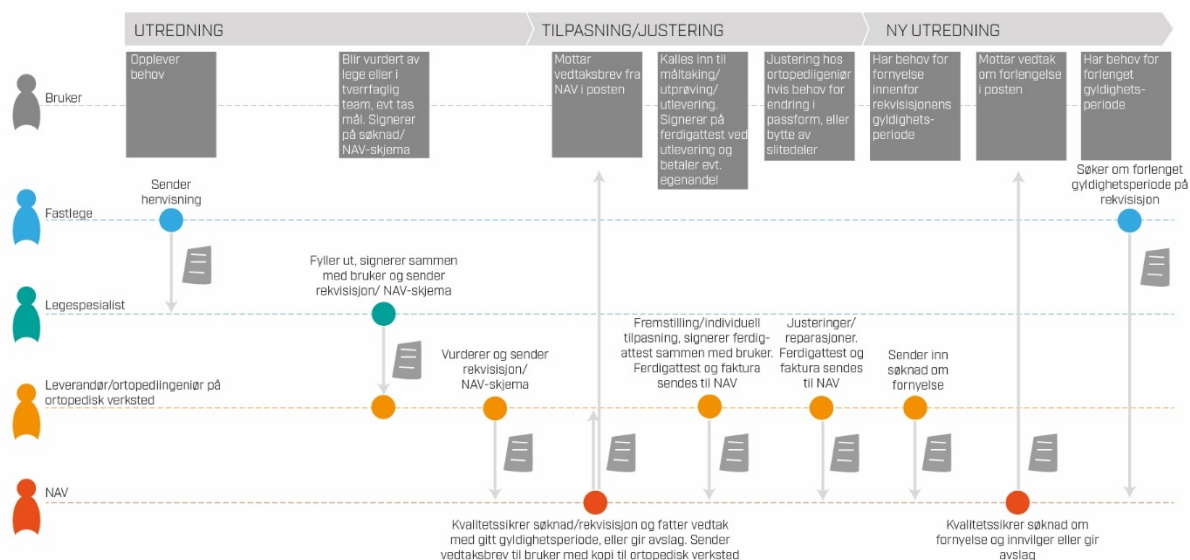 UTREDNING
TILPASNING/JUSTERING
NY UTREDNING
Bruker
Opplever
behov
Blir vurdert av
lege eller i
tverrfaglig
team, evt tas
mål. Signerer
på søknad/
NAV-skjema
Mottar
vedtaksbrev fra
NAV i posten
Kalles inn til
måltaking/
utprøving/
utlevering.
Signerer på
ferdigattest ved
utlevering og
betaler evt.
egenandel
Justering hos
ortopediigeniør
hvis behov for
endring i
passform, eller
bytte av
slitedeler
Har behov for
fornyelse
innenfor
rekvisisjonens
gyldighets-
periode
Mottar vedtak
om forlengelse
i posten
Har behov for
forlenget
gyldighets-
periode
Fastlege
Sender
henvisning
Søker om forlenget
gyldighetsperiode på
rekvisisjon
Legespesialist
Fyller ut, signerer sammen
med bruker og sender
rekvisisjon/ NAV-skjema
Leverandør/ortopediingeniør på
ortopedisk verksted
Vurderer og sender
rekvisisjon/
NAV-skjema
Fremstilling/individuell
tilpasning, signerer ferdig-
attest sammen med bruker.
Ferdigattest og faktura
sendes til NAV
Justeringer/
reparasjoner.
Ferdigattest og
faktura sendes
til NAV
Sender inn
søknad om
fornyelse
NAV
Kvalitetssikrer søknad/rekvisisjon og fatter vedtak
med gitt gyldighetsperiode, eller gir avslag. Sender
vedtaksbrev til bruker med kopi til ortopedisk verksted
Kvalitetssikrer søknad om
fornyelse og innvilger eller gir
avslag